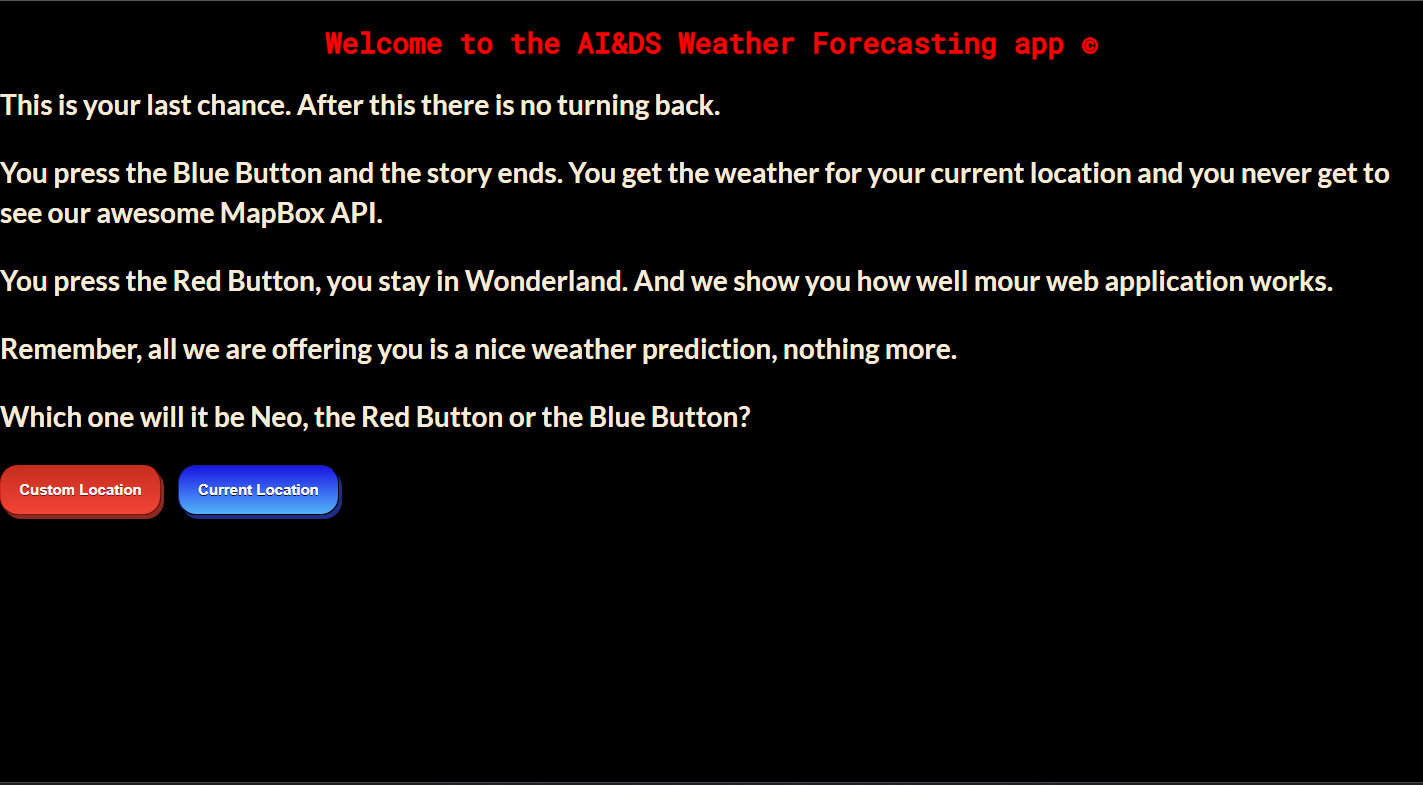 Welcome to the AI&DS Weather Forecasting app ©
This is your last chance. After this there is no turning back.
You press the Blue Button and the story ends. You get the weather for your current location and you never get to
see our awesome MapBox API.
You press the Red Button, you stay in Wonderland. And we show you how well mour web application works.
Remember, all we are offering you is a nice weather prediction, nothing more.
Which one will it be Neo, the Red Button or the Blue Button?
Custom Location Current Location